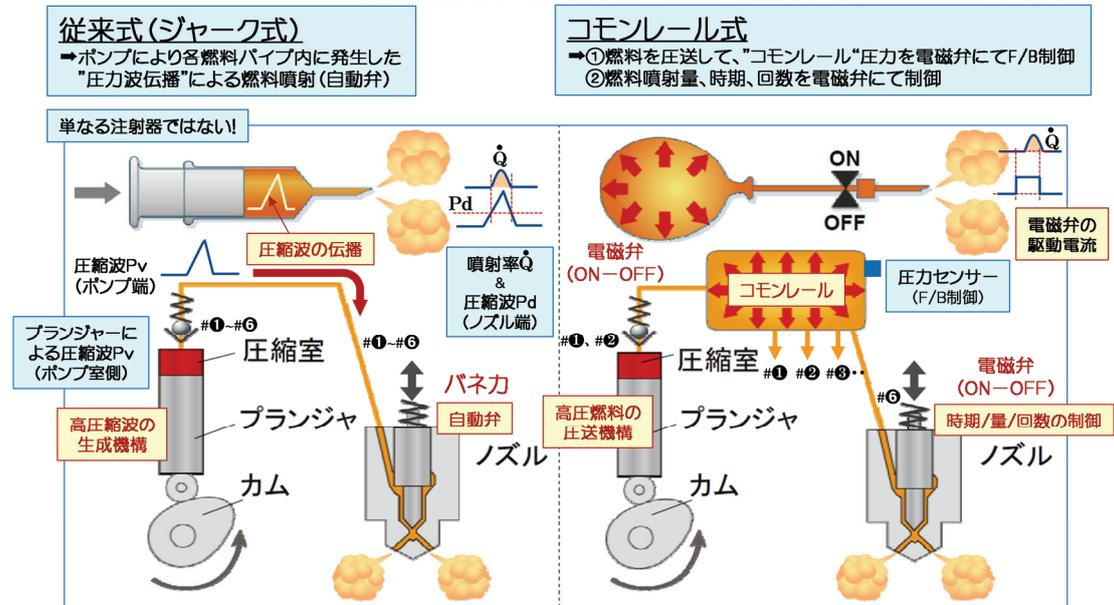 従来式(ジャーク式)
➡ポンプにより各燃料パイプ内に発生した
"圧力波伝播"による燃料噴射(自動弁)
コモンレール式
➡①燃料を圧送して、"コモンレール"圧力を電磁弁にてF/B制御
②燃料噴射量、時期、回数を電磁弁にて制御
単なる注射器ではない!
Q̇
Pd
圧縮波の伝播
圧縮波Pv
(ポンプ端)
噴射率Q̇
&
圧縮波Pd
(ノズル端)
プランジャーに
よる圧縮波Pv
(ポンプ室側)
#❶~#❻
圧縮室
#❶~#❻
バネ力
自動弁
高圧縮波の
生成機構
プランジャ
ノズル
カム
ON
OFF
Q̇
電磁弁の
駆動電流
電磁弁
(ON-OFF)
コモンレール
圧力センサー
(F/B制御)
#❶、#❷
圧縮室
#❶
#❷
#❸・・
#❻
電磁弁
(ON-OFF)
時期/量/回数の制御
高圧燃料の
圧送機構
プランジャ
ノズル
カム